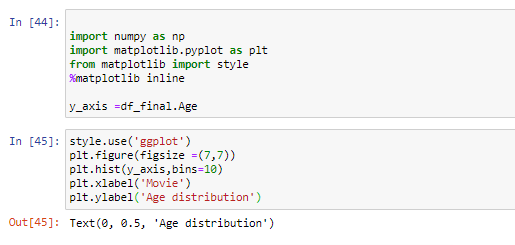 In [44]:
import numpy as np
import matplotlib.pyplot as plt
from matplotlib import style
%matplotlib inline
y_axis =df_final.Age
In [45]: style.use('ggplot')
plt.figure(figsize =(7,7))
plt.hist(y_axis,bins=10)
plt.xlabel('Movie')
plt.ylabel('Age distribution')
Out[45]: Text(0, 0.5, 'Age distribution')